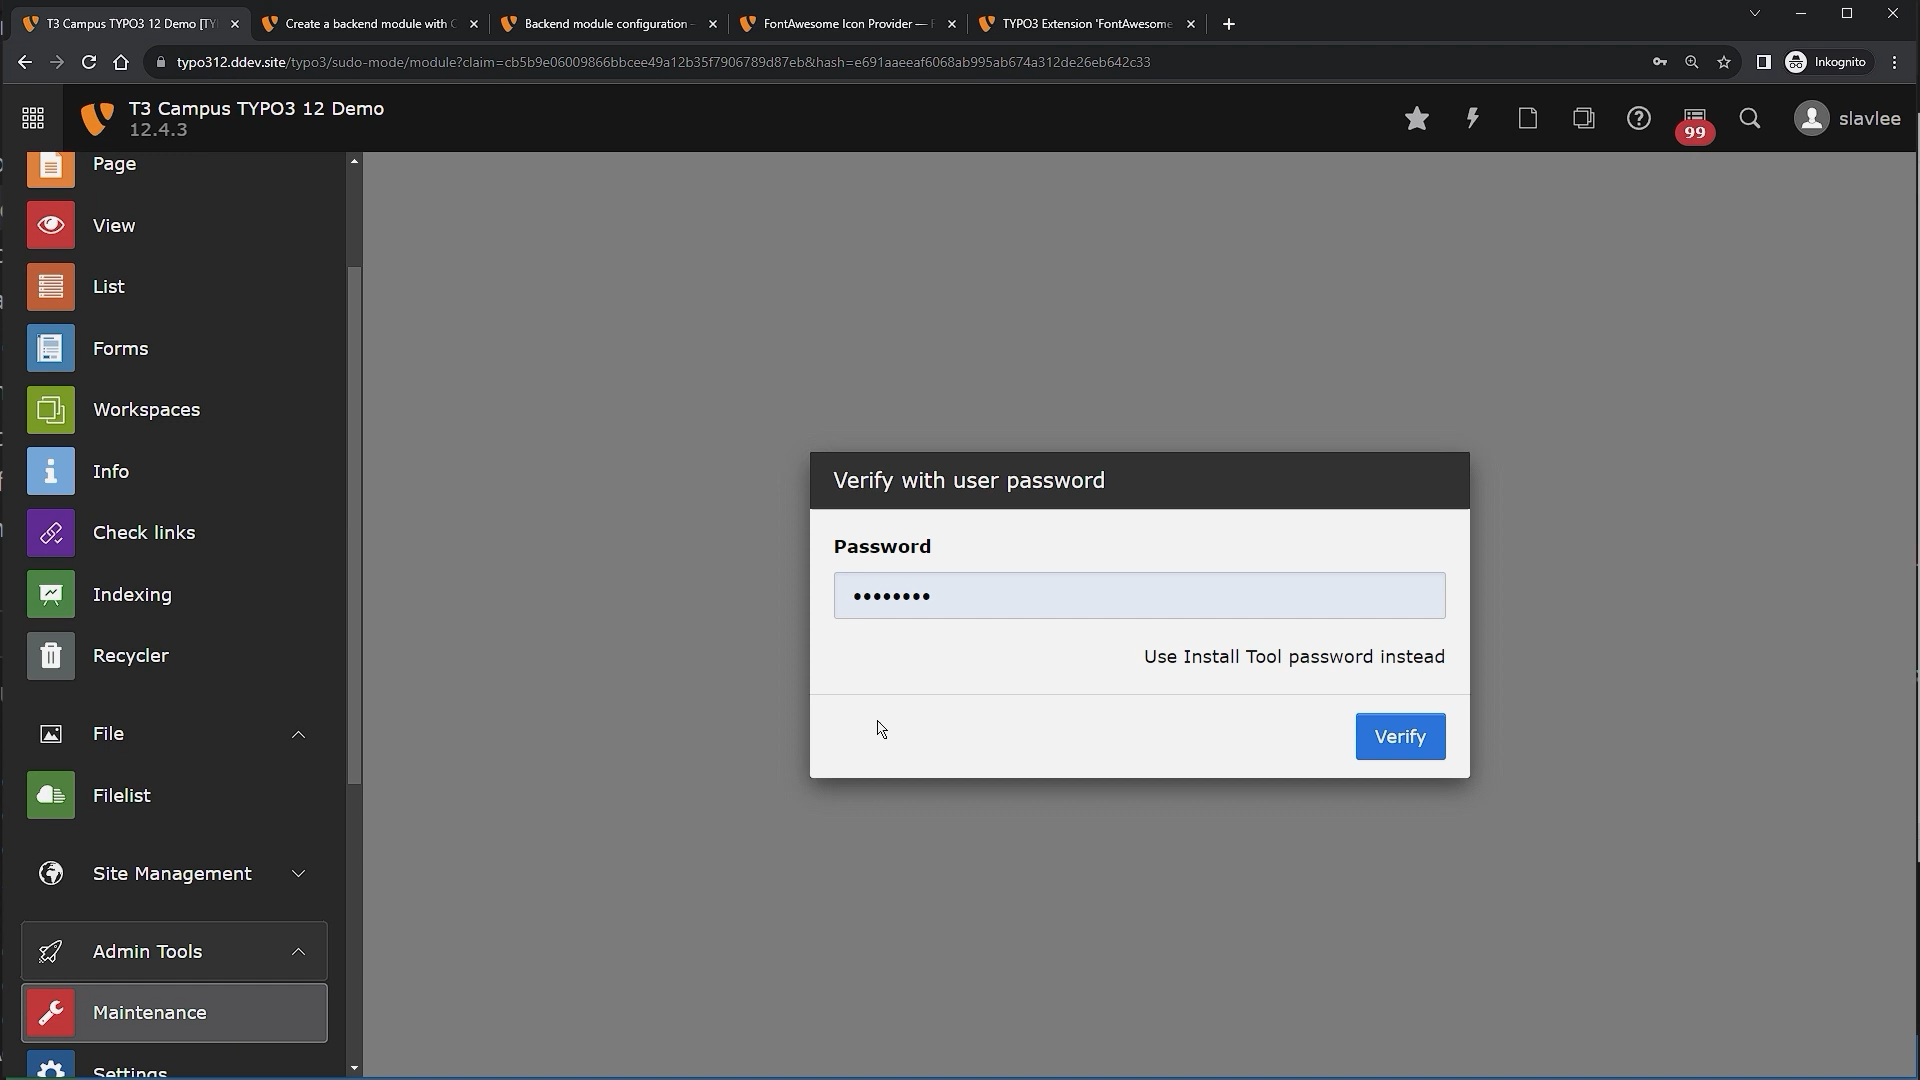 T3 Campus TYPO3 12 Demo [TY
Create a backend module with
Backend module configuration
FontAwesome Icon Provider —
TYPO3 Extension 'FontAwesome
typo312.ddev.site/typo3/sudo-mode/module?claim=cb5b9e06009866bbcee49a12b35f7906789d87eb&hash=e691aaeeaf6068ab995ab674a312de26eb642c33
Inkognito
T3 Campus TYPO3 12 Demo
12.4.3
99
slavlee
Page
View
List
Forms
Workspaces
Info
Check links
Indexing
Recycler
File
Filelist
Site Management
Admin Tools
Maintenance
Settings
Verify with user password
Password
••••••••
Use Install Tool password instead
Verify